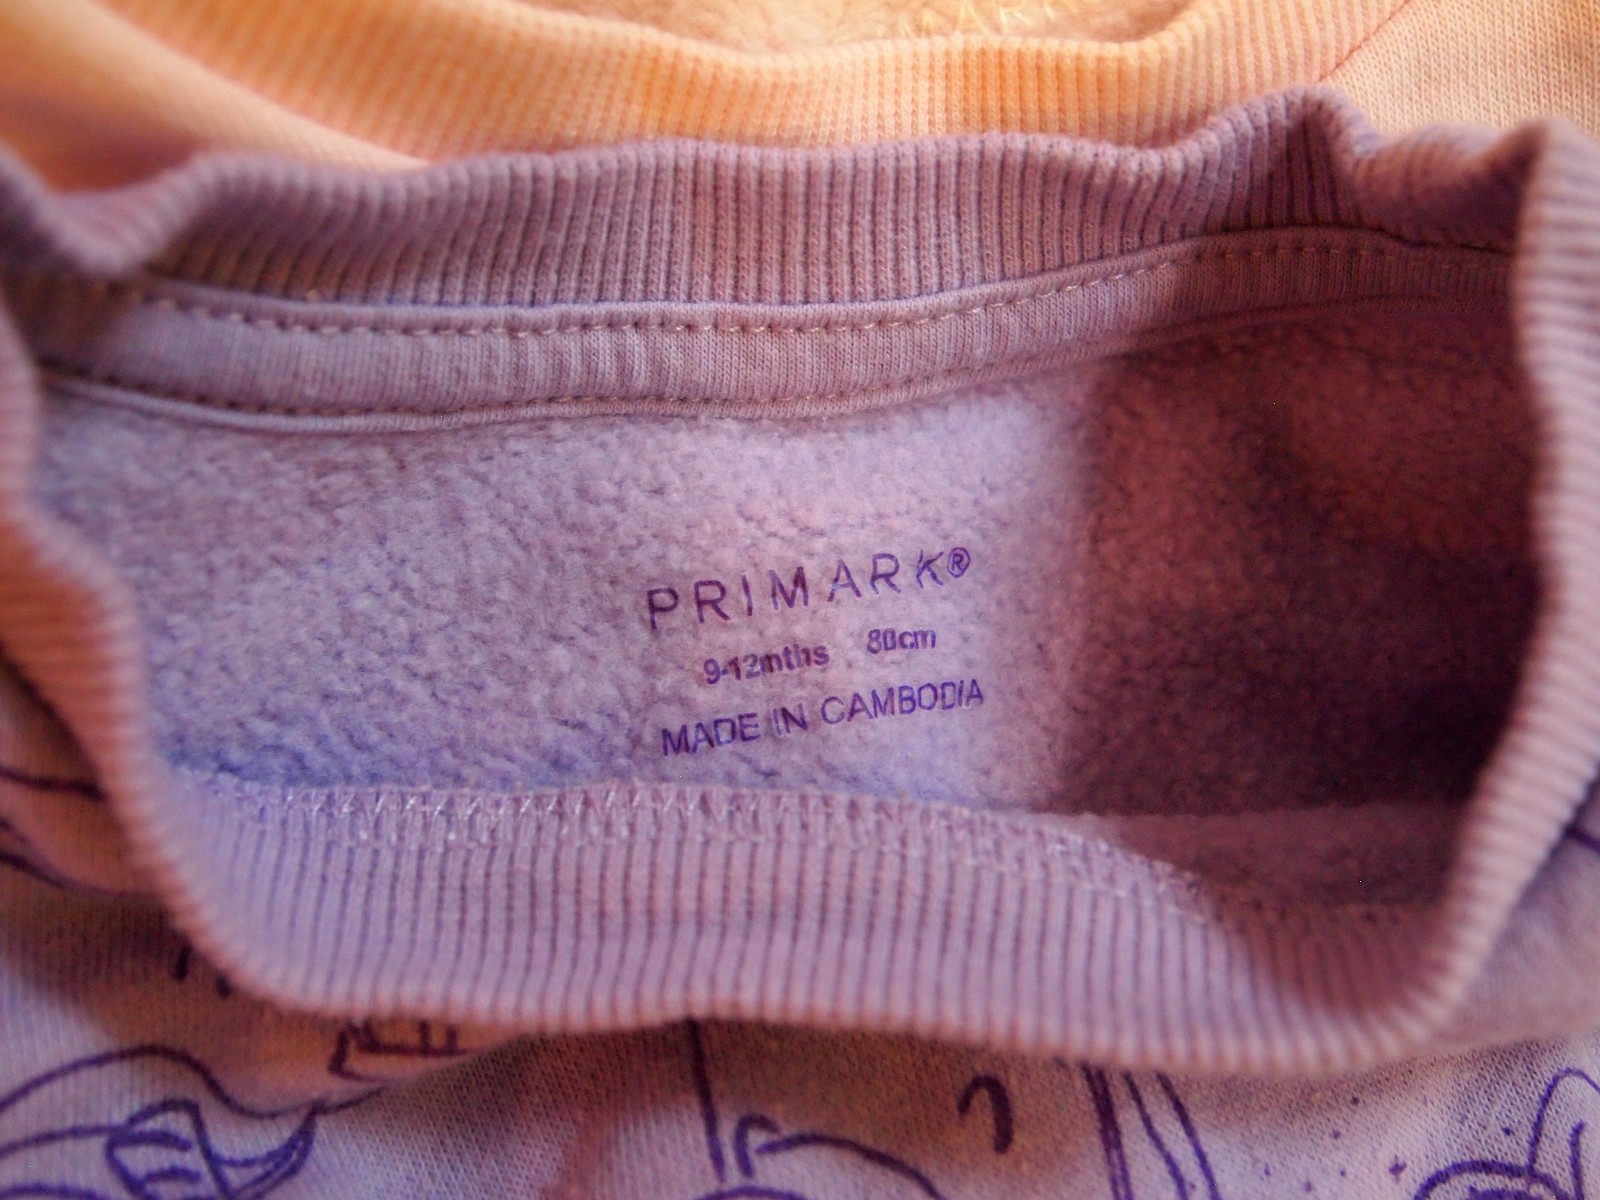 PRIMARK®
9-12mths 80cm
MADE IN CAMBODIA